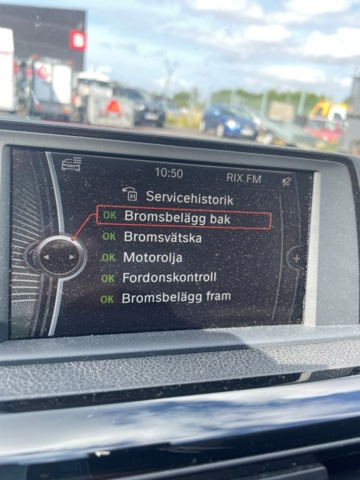 10:50
RIX FM
Servicehistorik
OK Bromsbelägg bak
OK Bromsvätska
OK Motorolja
OK Fordonskontroll
OK Bromsbelägg fram